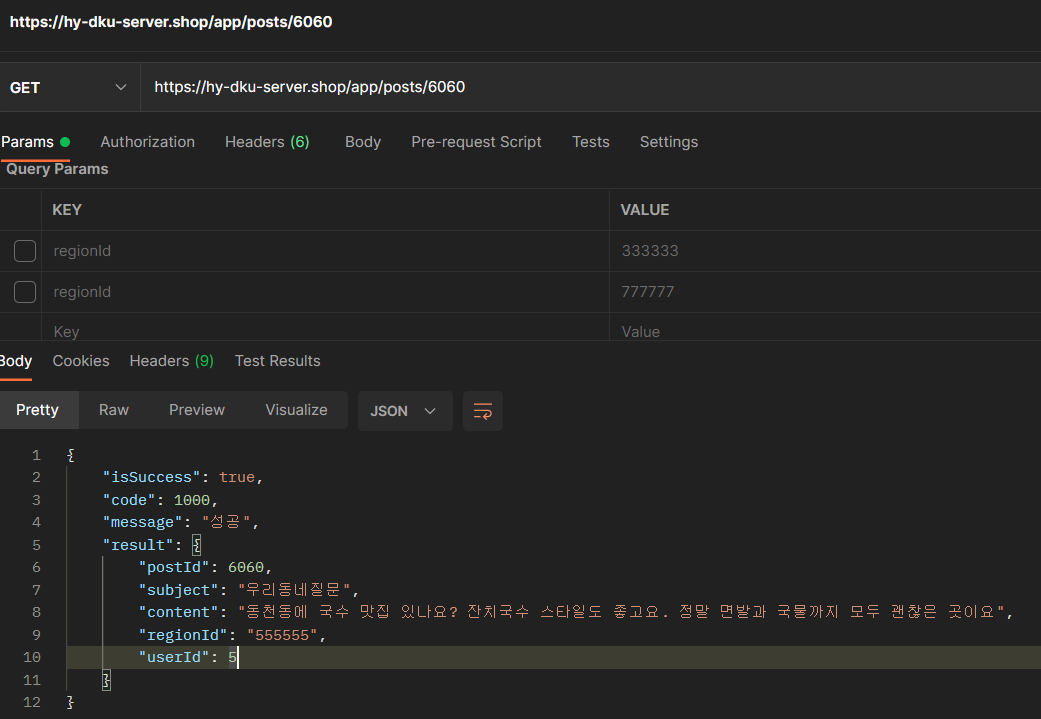 https://hy-dku-server.shop/app/posts/6060
GET https://hy-dku-server.shop/app/posts/6060
Params Authorization Headers (6) Body Pre-request Script Tests Settings
Query Params
KEY VALUE
regionId 333333
regionId 777777
Key Value
Body Cookies Headers (9) Test Results
Pretty Raw Preview Visualize JSON
1 {
2 "isSuccess": true,
3 "code": 1000,
4 "message": "성공",
5 "result": {
6 "postId": 6060,
7 "subject": "우리동네질문",
8 "content": "동천동에 국수 맛집 있나요? 잔치국수 스타일도 좋고요. 정말 면발과 국물까지 모두 괜찮은 곳이요",
9 "regionId": "555555",
10 "userId": 5
11 }
12 }